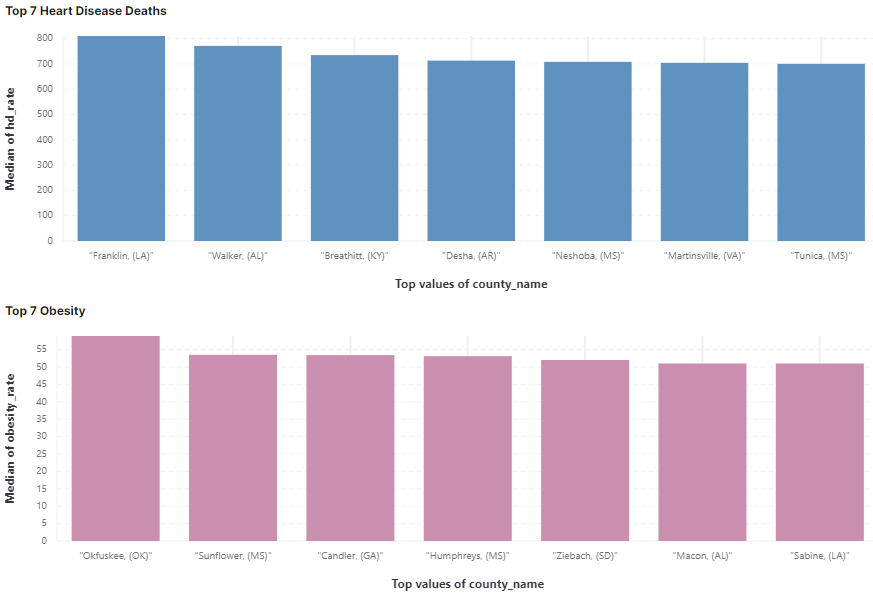 Top 7 Heart Disease Deaths
Median of hd_rate
800
700
600
500
400
300
200
100
0
"Franklin, (LA)" "Walker, (AL)" "Breathitt, (KY)" "Desha, (AR)" "Neshoba, (MS)" "Martinsville, (VA)" "Tunica, (MS)"
Top values of county_name
Top 7 Obesity
Median of obesity_rate
55
50
45
40
35
30
25
20
15
10
5
0
"Okfuskee, (OK)" "Sunflower, (MS)" "Candler, (GA)" "Humphreys, (MS)" "Ziebach, (SD)" "Macon, (AL)" "Sabine, (LA)"
Top values of county_name